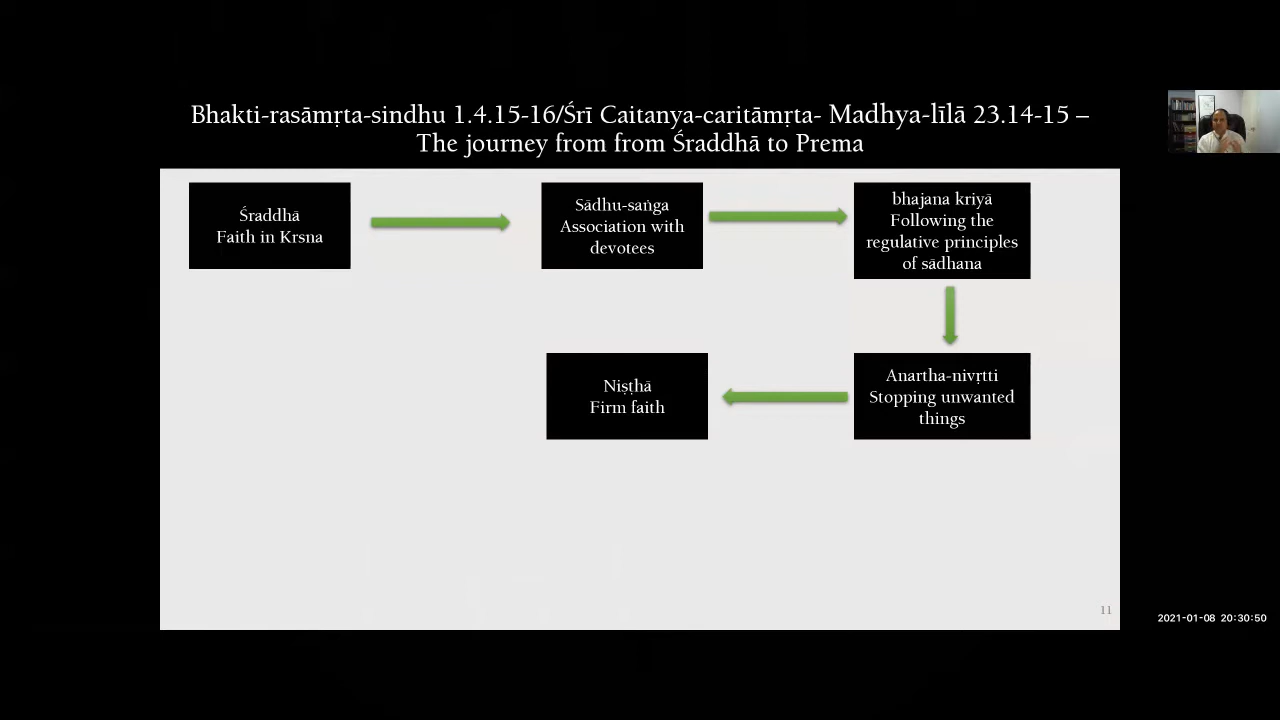 Bhakti-rasāmṛta-sindhu 1.4.15-16/Śrī Caitanya-caritāmṛta- Madhya-līlā 23.14-15 –
The journey from from Śraddhā to Prema
Śraddhā
Faith in Krsna
Sādhu-saṅga
Association with
devotees
bhajana kriyā
Following the
regulative principles
of sādhana
Anartha-nivṛtti
Stopping unwanted
things
Niṣṭhā
Firm faith
11
2021-01-08 20:30:50